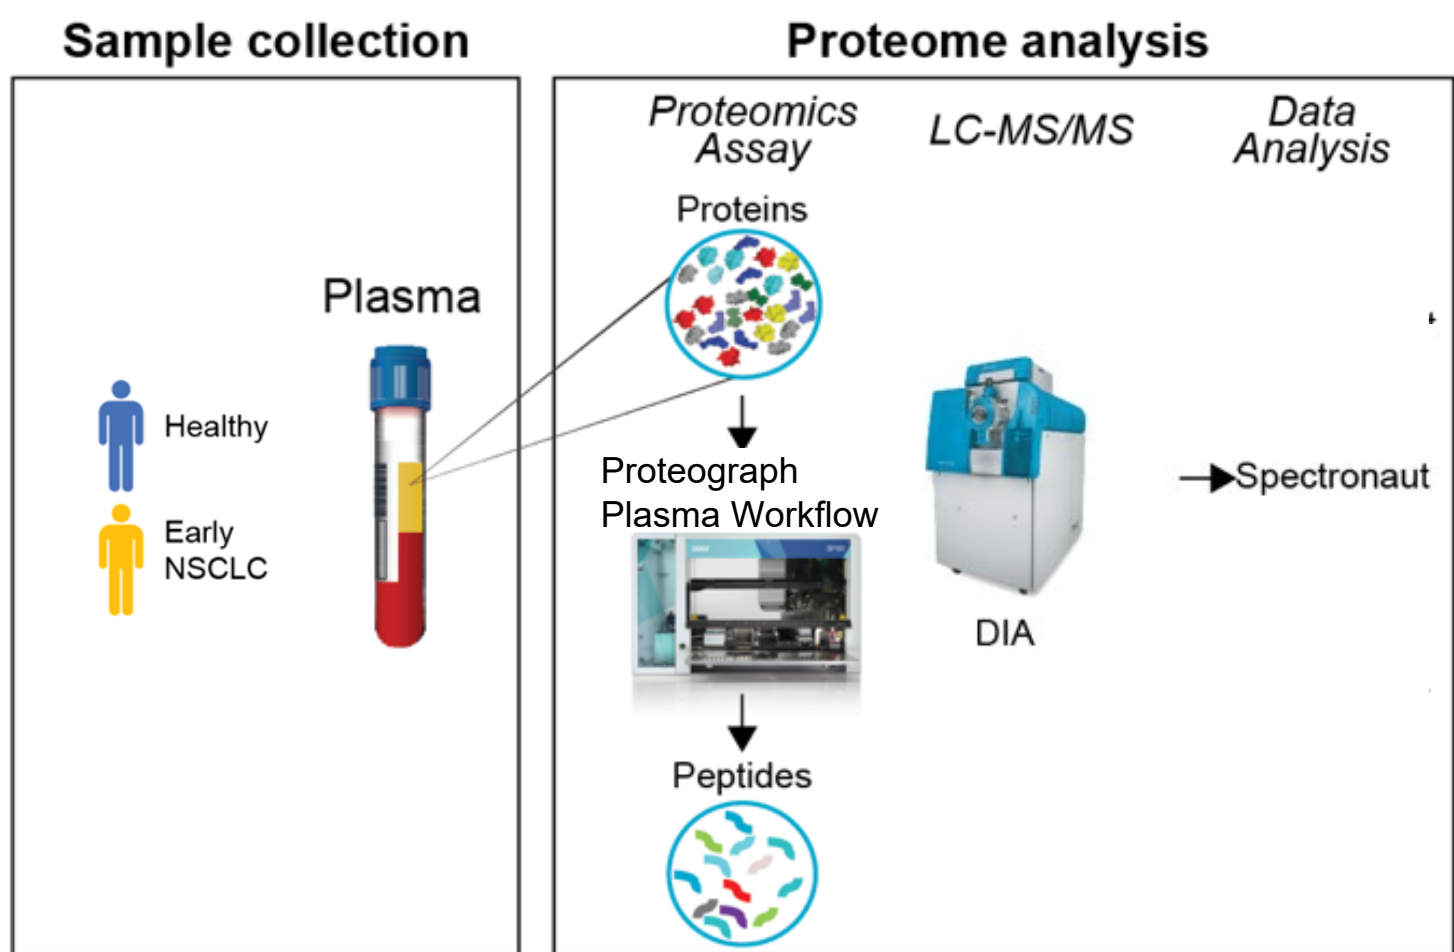 Sample collection
Proteome analysis
Plasma
Healthy
Early
NSCLC
Proteomics
Assay
Proteins
Proteograph
Plasma Workflow
Peptides
LC-MS/MS
DIA
Data
Analysis
Spectronaut